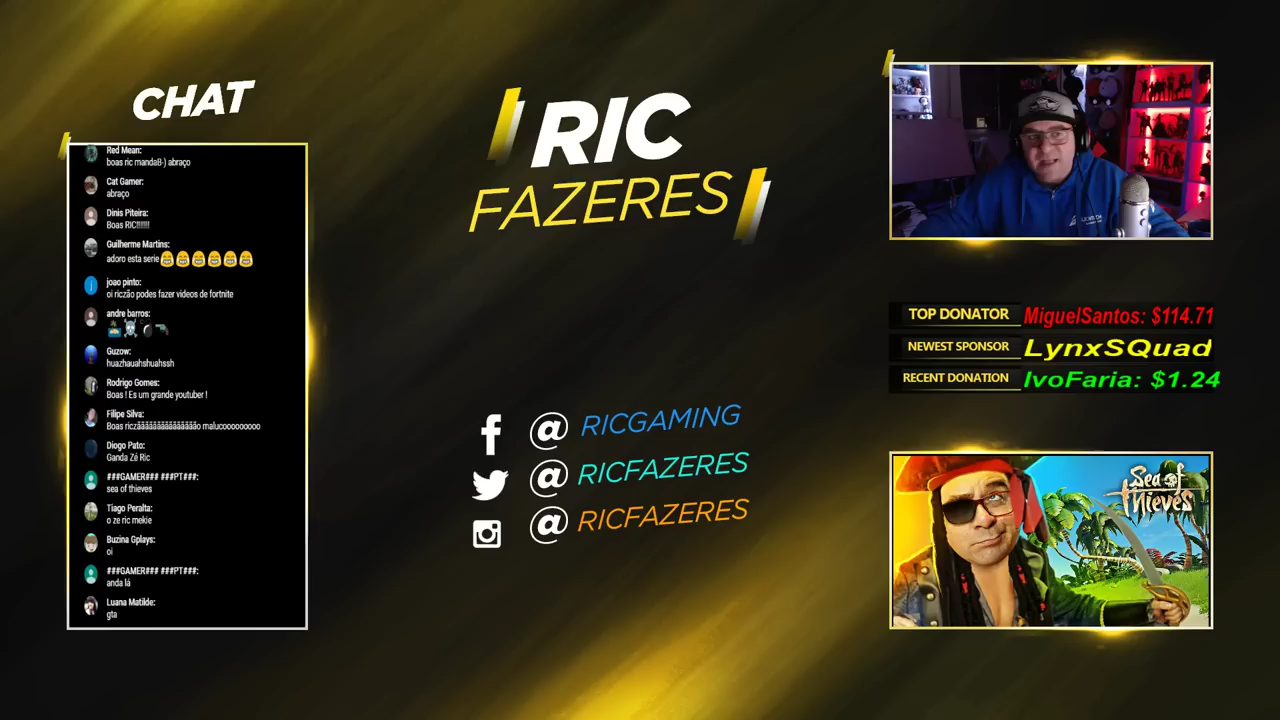 CHAT
Red Mean:
boas ric mandaB-) abraço
Cat Gamer:
abraço
Dinis Piteira:
Boas RIC!!!!!!!
Guilherme Martins:
adoro esta serie😂😂😂😂😂😂
joao pinto:
oi riczão podes fazer videos de fortnite
andre barros:
Guzow:
huazhauahshuahssh
Rodrigo Gomes:
Boas ! Es um grande youtuber !
Filipe Silva:
Boas riczãããããããããããããão malucooooooooo
Diogo Pato:
Ganda Zé Ric
###GAMER### ###PT###:
sea of thieves
Tiago Peralta:
o ze ric mekie
Buzina Gplays:
oi
###GAMER### ###PT###:
anda lá
Luana Matilde:
gta
RIC
FAZERES
@ RICGAMING
@ RICFAZERES
@ RICFAZERES
TOP DONATOR MiguelSantos: $114.71
NEWEST SPONSOR LynxSQuad
RECENT DONATION IvoFaria: $1.24
Sea of
Thieves